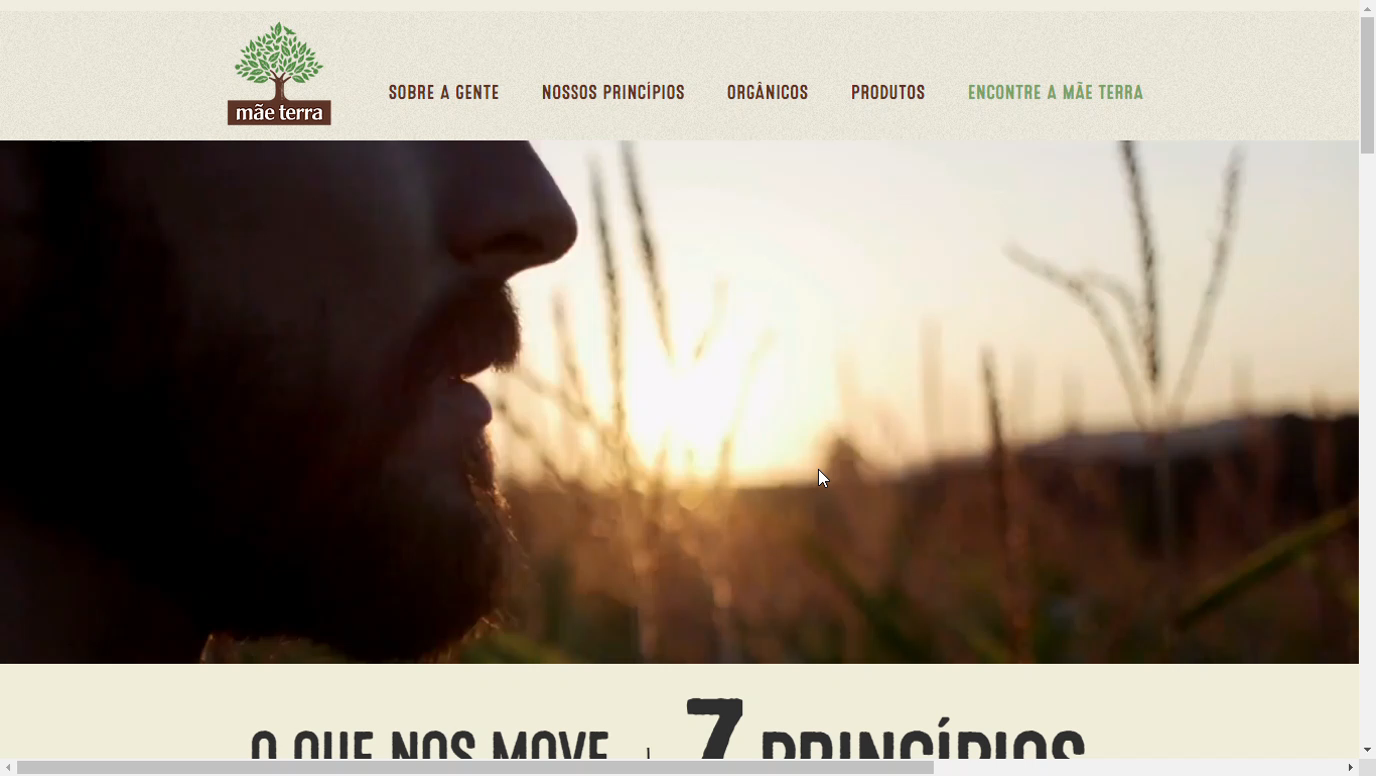 mãe terra
SOBRE A GENTE
NOSSOS PRINCÍPIOS
ORGÂNICOS
PRODUTOS
ENCONTRE A MÃE TERRA
O QUE NOS MOVE
7 PRINCÍPIOS